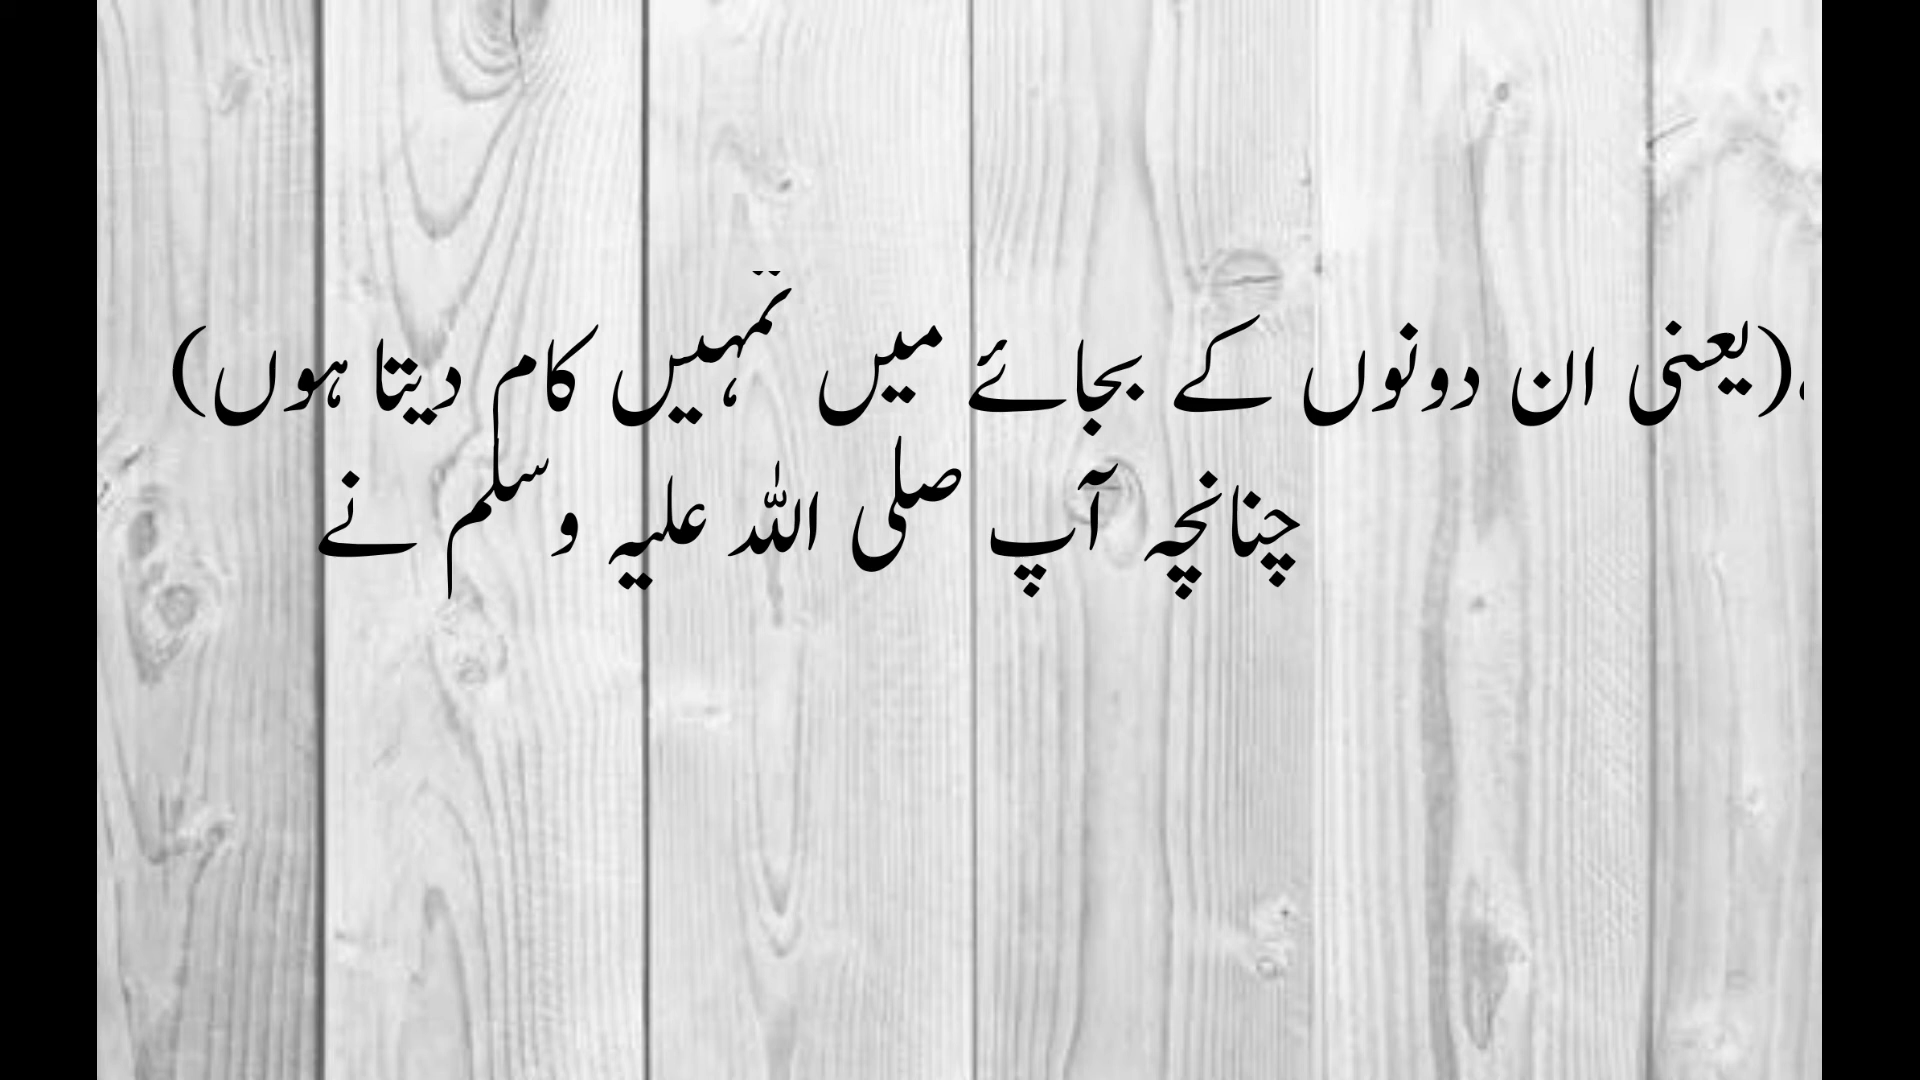 (یعنی ان دونوں کے بجائے میں تمہیں کام دیتا ہوں)
چنانچہ آپ صلی اللہ علیہ وسلم نے